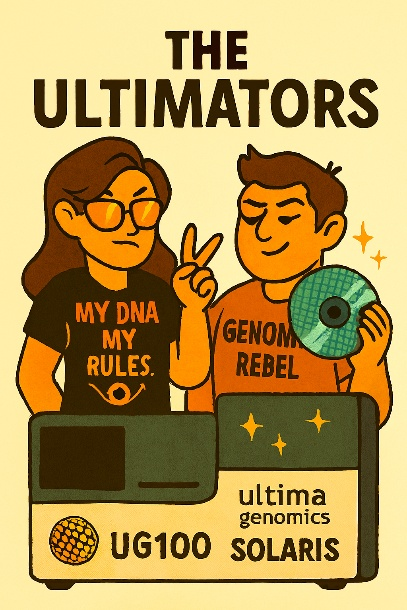 THE
ULTIMATORS
MY DNA
MY
RULES.
GENOM
REBEL
ultima
genomics
UG100
SOLARIS